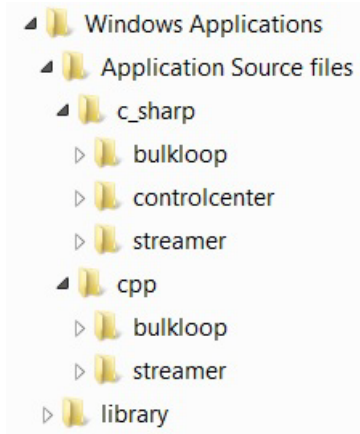 Windows Applications
Application Source files
c_sharp
bulkloop
controlcenter
streamer
cpp
bulkloop
streamer
library